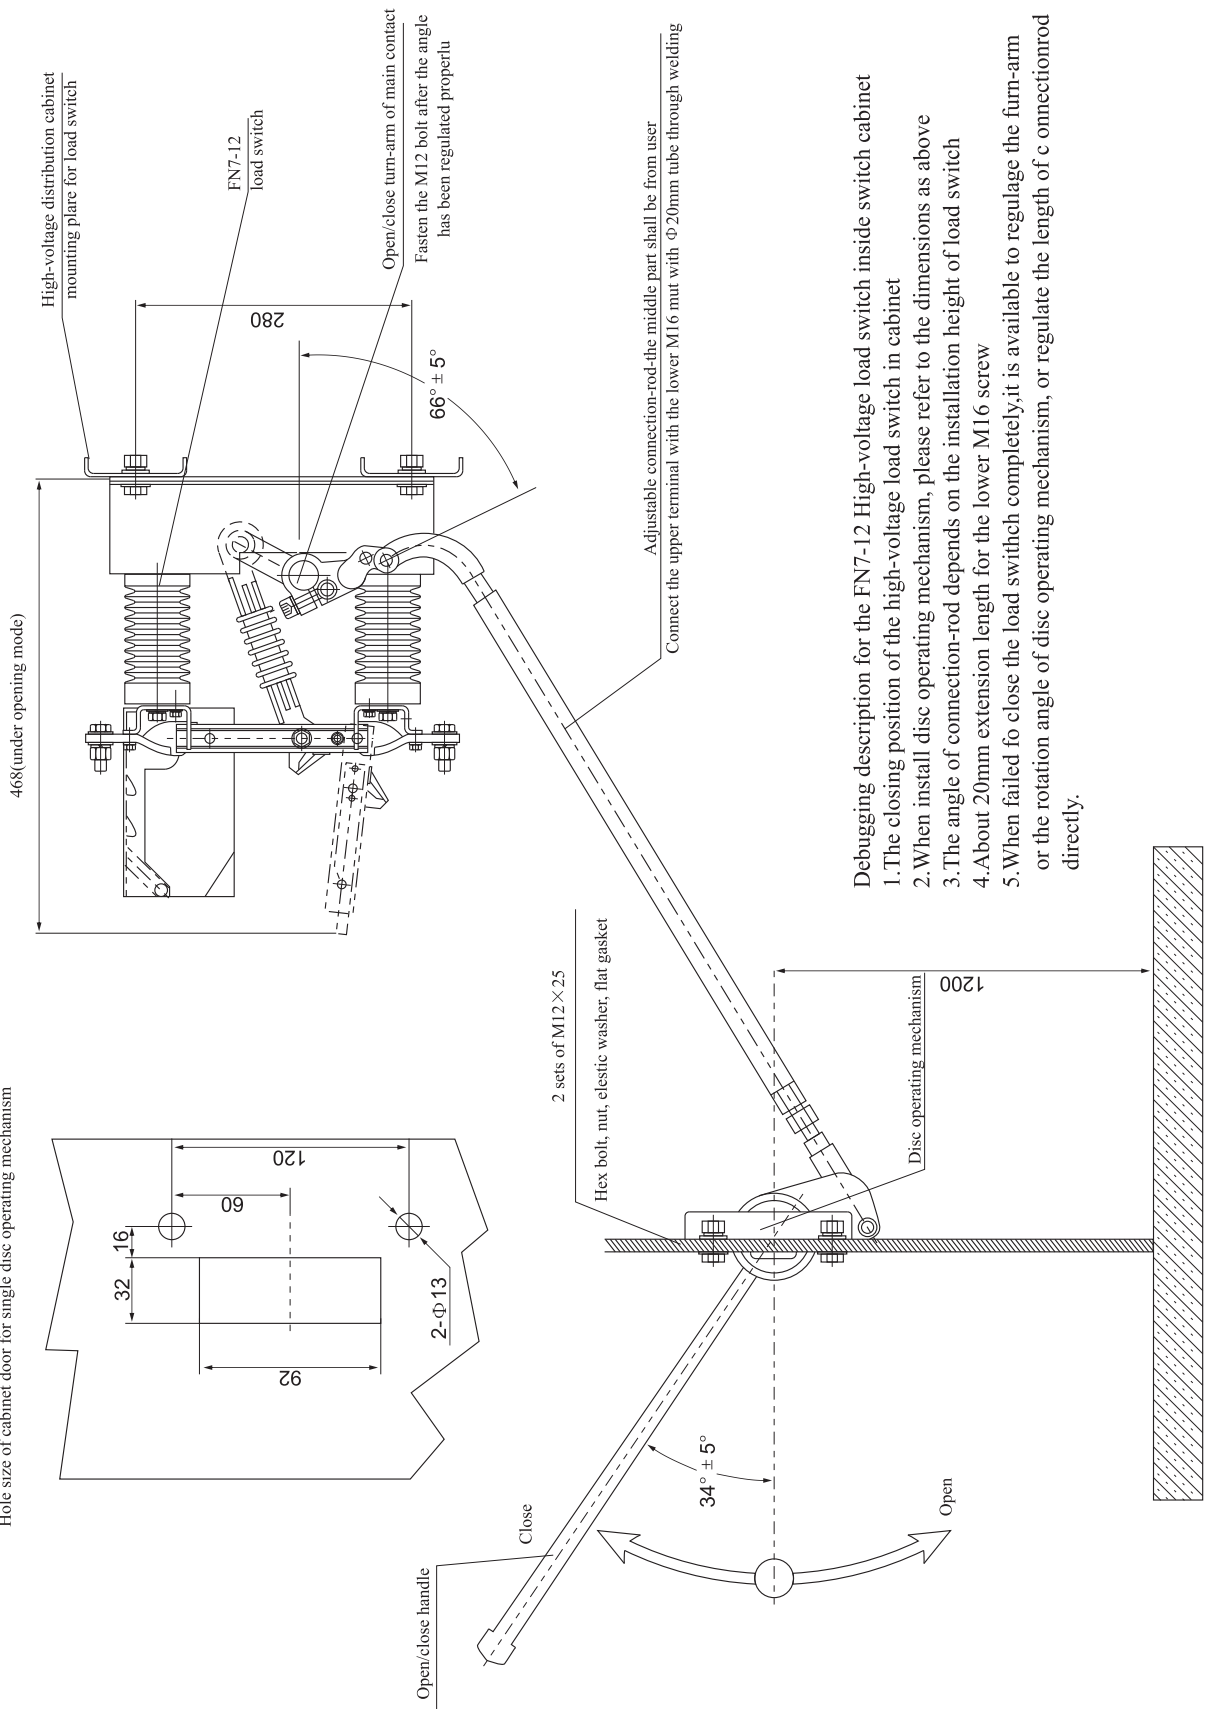 Hole size of cabinet door for single disc operating mechanism
120
60
16
32
92
2-Φ13
468(under opening mode)
High-voltage distribution cabinet
mounting plare for load switch
FN7-12
load switch
280
66°±5°
Open/close turn-arm of main contact
Fasten the M12 bolt after the angle
has been regulated properlu
Adjustable connection-rod-the middle part shall be from user
Connect the upper terminal with the lower M16 mut with Φ20mm tube through welding
Open/close handle
Close
34°±5°
Open
2 sets of M12×25
Hex bolt, nut, elestic washer, flat gasket
Disc operating mechanism
1200
Debugging description for the FN7-12 High-voltage load switch inside switch cabinet
1.The closing position of the high-voltage load switch in cabinet
2.When install disc operating mechanism, please refer to the dimensions as above
3.The angle of connection-rod depends on the installation height of load switch
4.About 20mm extension length for the lower M16 screw
5.When failed fo close the load swithch completely,it is available to regulage the furn-arm
or the rotation angle of disc operating mechanism, or regulate the length of c onnectionrod
directly.